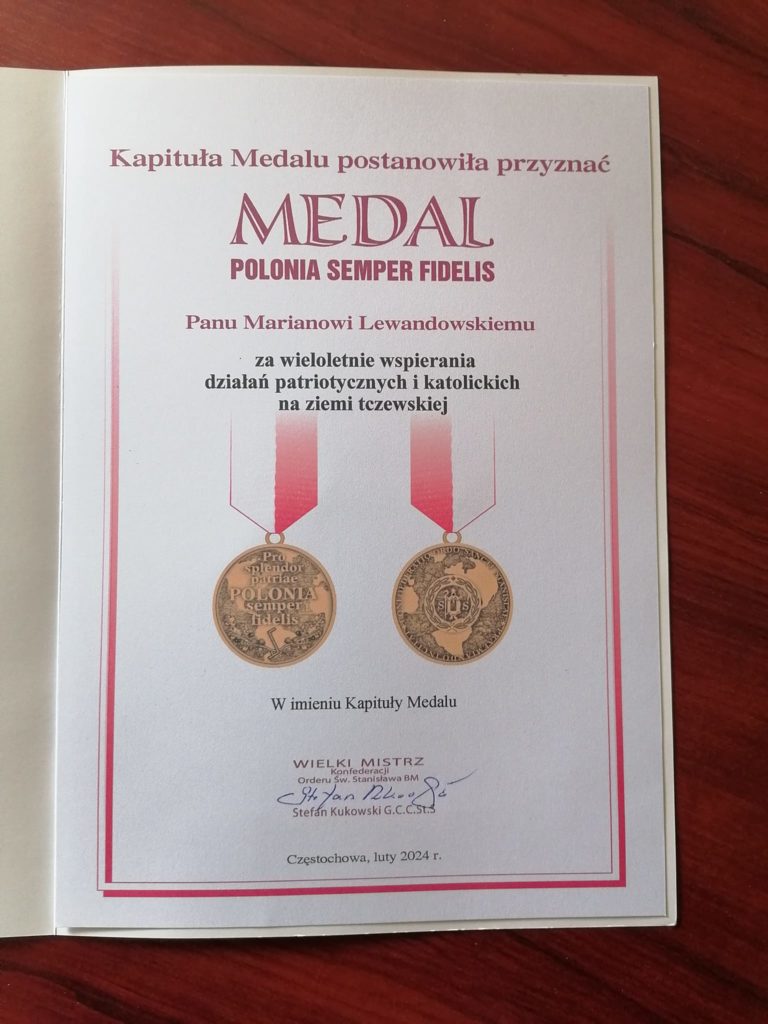 Kapituła Medalu postanowiła przyznać
MEDAL
POLONIA SEMPER FIDELIS
Panu Marianowi Lewandowskiemu
za wieloletnie wspierania
działań patriotycznych i katolickich
na ziemi tczewskiej
Pro
splendor
patriae
POLONIA
semper
fidelis
W imieniu Kapituły Medalu
WIELKI MISTRZ
Konfederacji
Orderu Św. Stanisława BM
Stefan Kukowski G.C.C.St.S
Częstochowa, luty 2024 r.